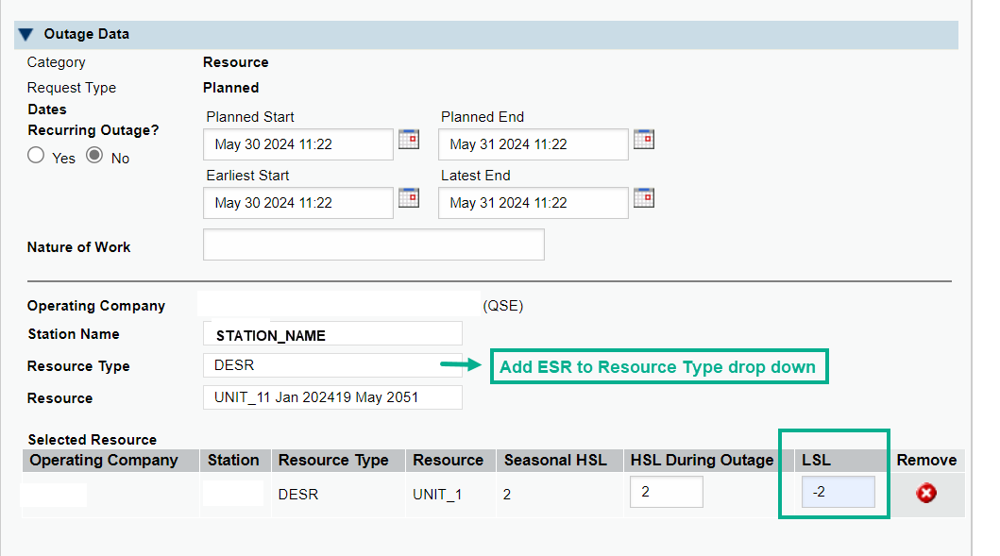 Outage Data
Category Resource
Request Type Planned
Dates
Planned Start Planned End
Recurring Outage?
May 30 2024 11:22 May 31 2024 11:22
Yes No
Earliest Start Latest End
May 30 2024 11:22 May 31 2024 11:22
Nature of Work
Operating Company (QSE)
Station Name STATION_NAME
Resource Type DESR Add ESR to Resource Type drop down
Resource UNIT_11 Jan 202419 May 2051
Selected Resource
Operating Company Station Resource Type Resource Seasonal HSL HSL During Outage LSL Remove
DESR UNIT_1 2 2 -2